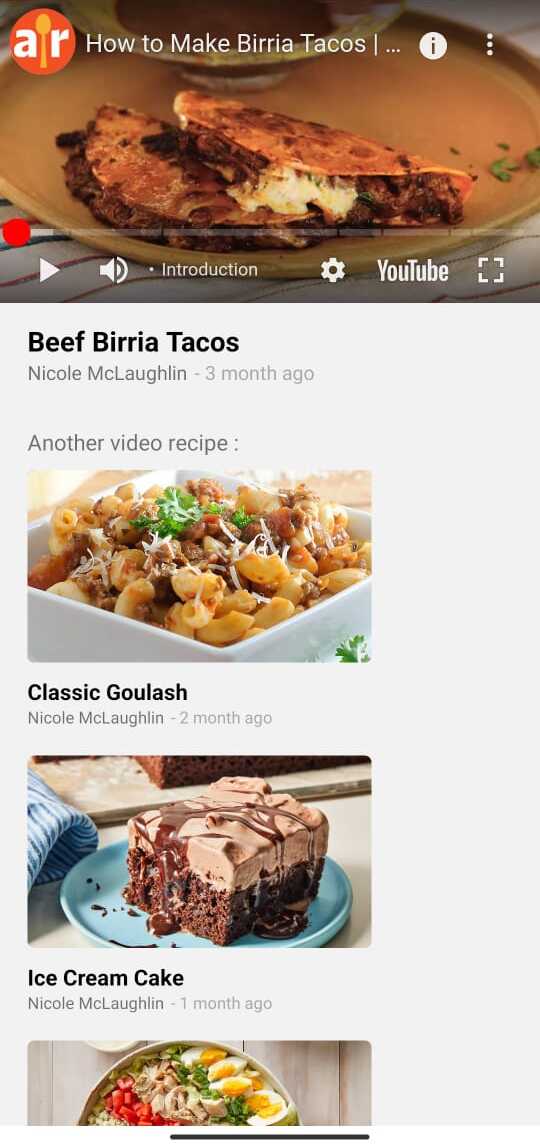 a r
How to Make Birria Tacos | ...
• Introduction
YouTube
Beef Birria Tacos
Nicole McLaughlin - 3 month ago
Another video recipe :
Classic Goulash
Nicole McLaughlin - 2 month ago
Ice Cream Cake
Nicole McLaughlin - 1 month ago